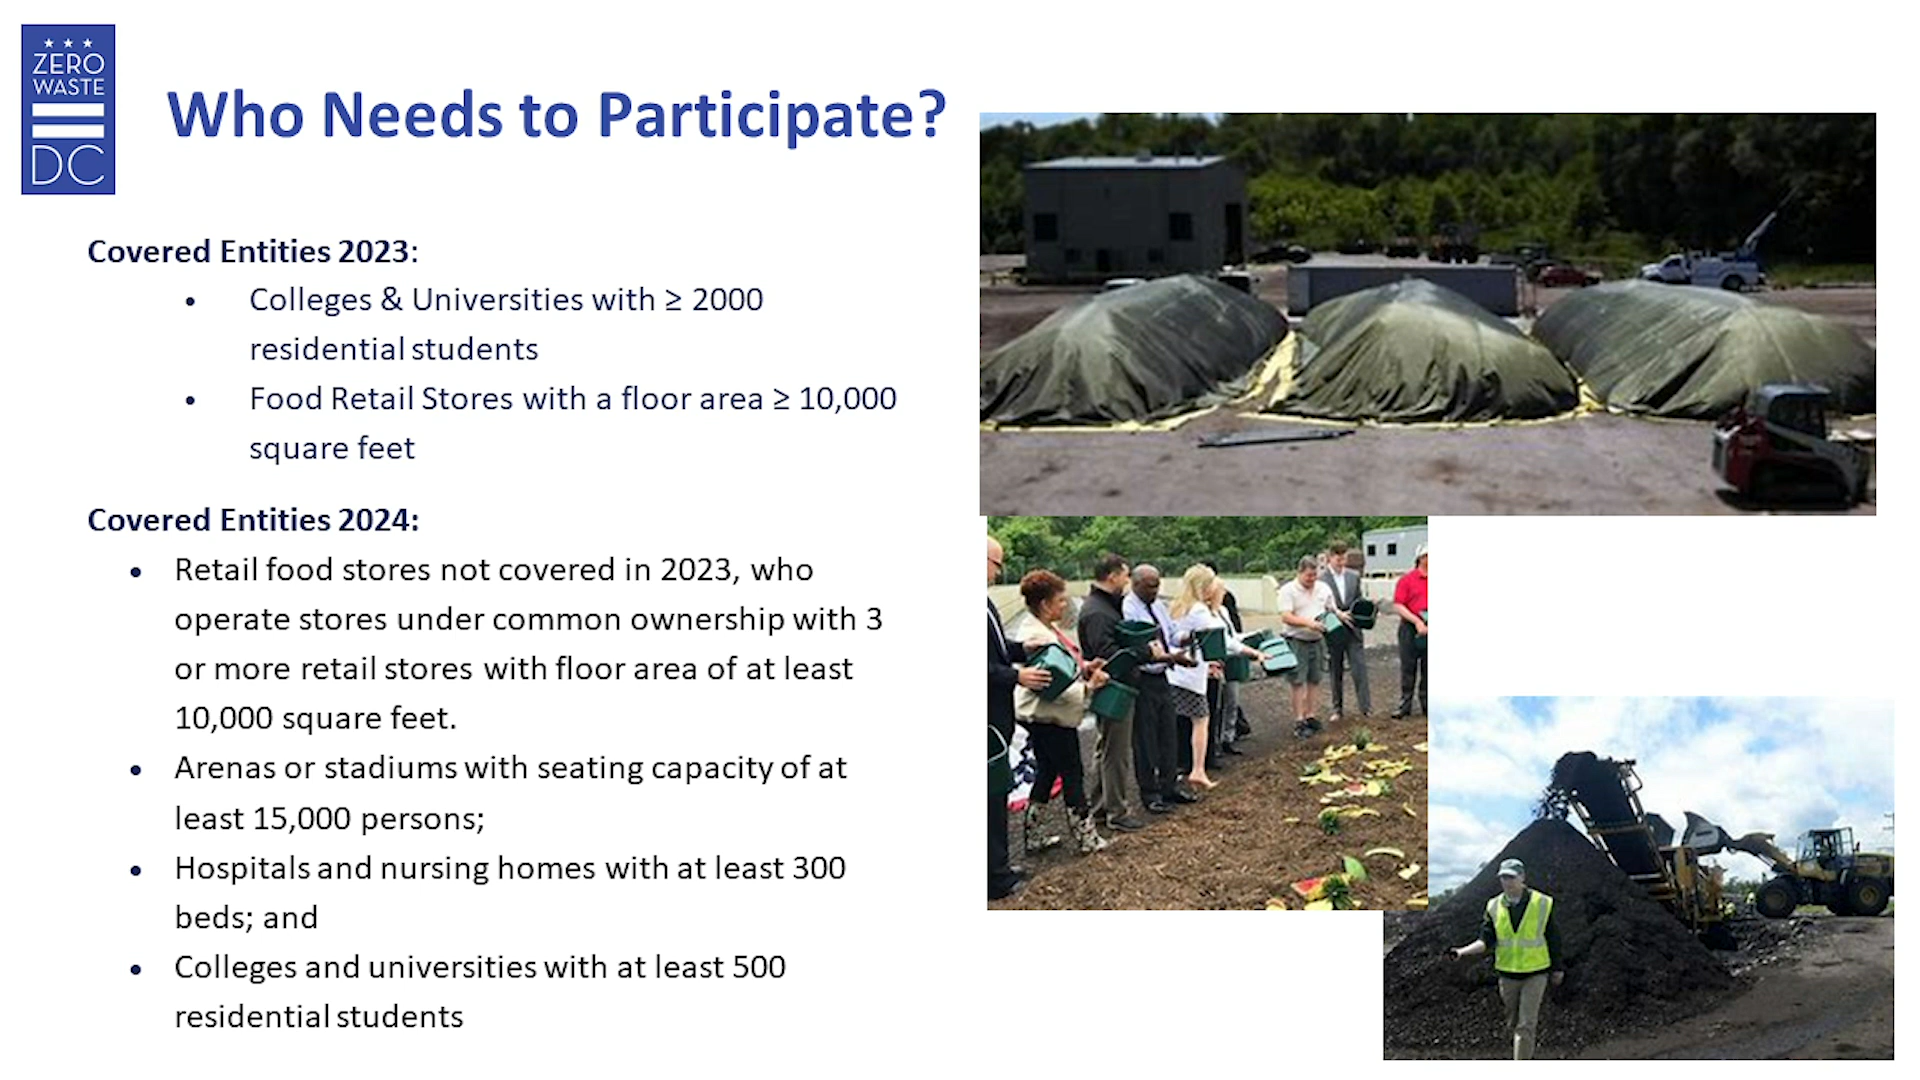 ZERO
WASTE
DC
Who Needs to Participate?
Covered Entities 2023:
• Colleges & Universities with ≥ 2000
residential students
• Food Retail Stores with a floor area ≥ 10,000
square feet
Covered Entities 2024:
• Retail food stores not covered in 2023, who
operate stores under common ownership with 3
or more retail stores with floor area of at least
10,000 square feet.
• Arenas or stadiums with seating capacity of at
least 15,000 persons;
• Hospitals and nursing homes with at least 300
beds; and
• Colleges and universities with at least 500
residential students